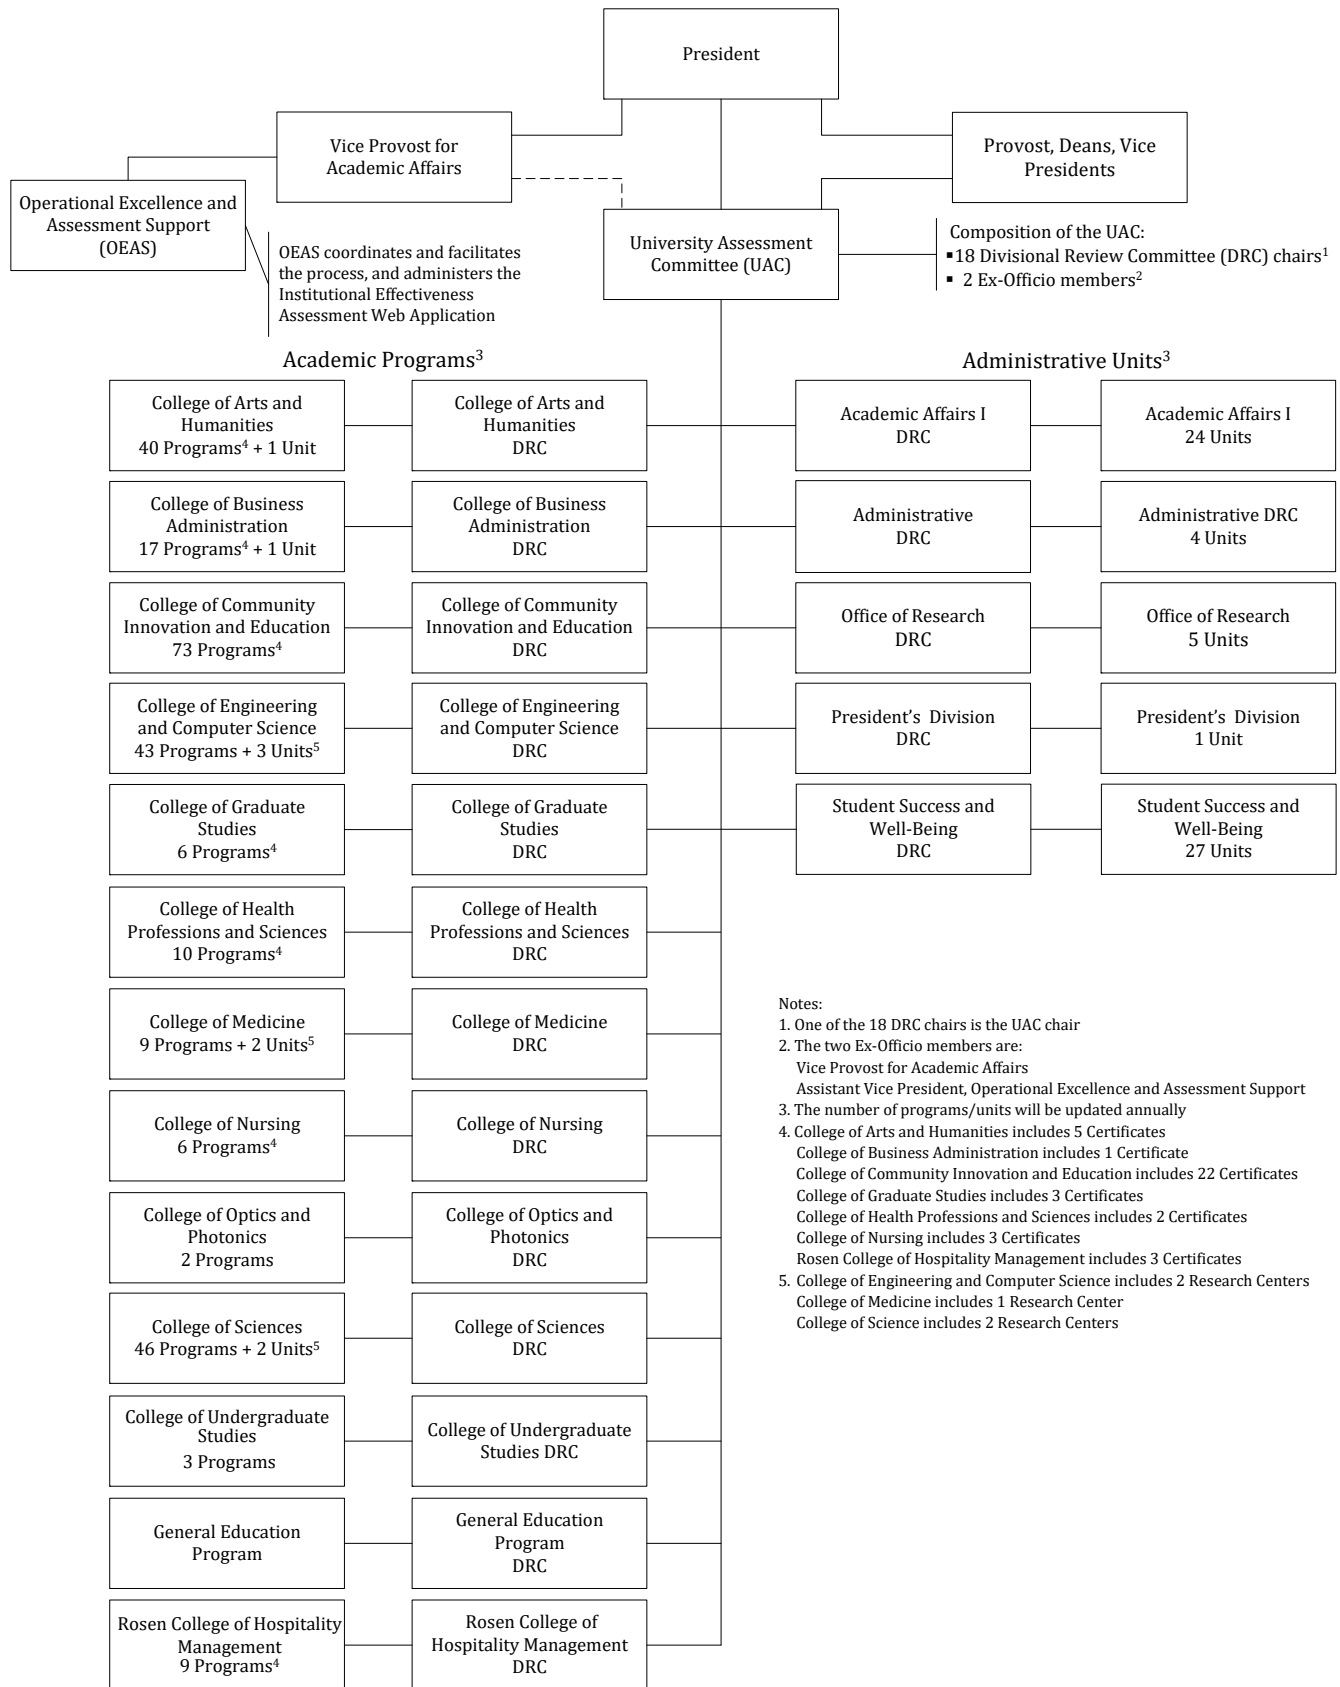 President
Vice Provost for
Academic Affairs
Provost, Deans, Vice
Presidents
Operational Excellence and
Assessment Support
(OEAS)
OEAS coordinates and facilitates
the process, and administers the
Institutional Effectiveness
Assessment Web Application
University Assessment
Committee (UAC)
Composition of the UAC:
▪18 Divisional Review Committee (DRC) chairs¹
▪ 2 Ex-Officio members²
Academic Programs³
Administrative Units³
College of Arts and
Humanities
40 Programs⁴ + 1 Unit
College of Arts and
Humanities
DRC
Academic Affairs I
DRC
Academic Affairs I
24 Units
College of Business
Administration
17 Programs⁴ + 1 Unit
College of Business
Administration
DRC
Administrative
DRC
Administrative DRC
4 Units
College of Community
Innovation and Education
73 Programs⁴
College of Community
Innovation and Education
DRC
Office of Research
DRC
Office of Research
5 Units
College of Engineering
and Computer Science
43 Programs + 3 Units⁵
College of Engineering
and Computer Science
DRC
President’s Division
DRC
President’s Division
1 Unit
College of Graduate
Studies
6 Programs⁴
College of Graduate
Studies
DRC
Student Success and
Well-Being
DRC
Student Success and
Well-Being
27 Units
College of Health
Professions and Sciences
10 Programs⁴
College of Health
Professions and Sciences
DRC
College of Medicine
9 Programs + 2 Units⁵
College of Medicine
DRC
College of Nursing
6 Programs⁴
College of Nursing
DRC
College of Optics and
Photonics
2 Programs
College of Optics and
Photonics
DRC
College of Sciences
46 Programs + 2 Units⁵
College of Sciences
DRC
College of Undergraduate
Studies
3 Programs
College of Undergraduate
Studies DRC
General Education
Program
General Education
Program
DRC
Rosen College of Hospitality
Management
9 Programs⁴
Rosen College of
Hospitality Management
DRC
Notes:
1. One of the 18 DRC chairs is the UAC chair
2. The two Ex-Officio members are:
Vice Provost for Academic Affairs
Assistant Vice President, Operational Excellence and Assessment Support
3. The number of programs/units will be updated annually
4. College of Arts and Humanities includes 5 Certificates
College of Business Administration includes 1 Certificate
College of Community Innovation and Education includes 22 Certificates
College of Graduate Studies includes 3 Certificates
College of Health Professions and Sciences includes 2 Certificates
College of Nursing includes 3 Certificates
Rosen College of Hospitality Management includes 3 Certificates
5. College of Engineering and Computer Science includes 2 Research Centers
College of Medicine includes 1 Research Center
College of Science includes 2 Research Centers